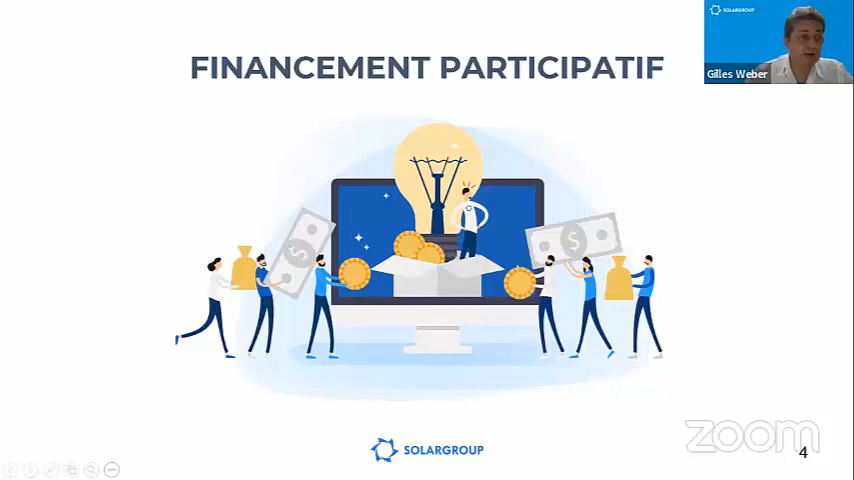 SOLARGROUP
Gilles Weber
FINANCEMENT PARTICIPATIF
$
$
SOLARGROUP
zoom
4